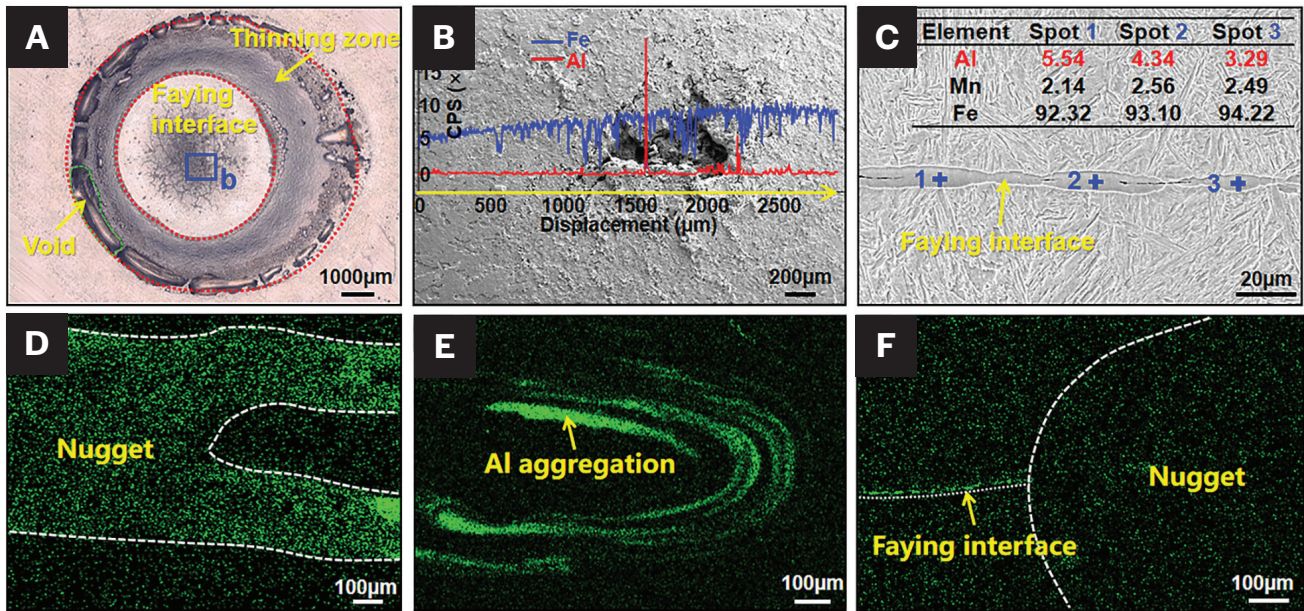 A
Thinning zone
Faying
interface
b
Void
1000μm
B
Fe
Al
CPS (×
15
10
5
0
0 500 1000 1500 2000 2500
Displacement (μm)
200μm
C
Element Spot 1 Spot 2 Spot 3
Al 5.54 4.34 3.29
Mn 2.14 2.56 2.49
Fe 92.32 93.10 94.22
1+ 2+ 3+
Faying interface
20μm
D
Nugget
100μm
E
Al aggregation
100μm
F
Nugget
Faying interface
100μm